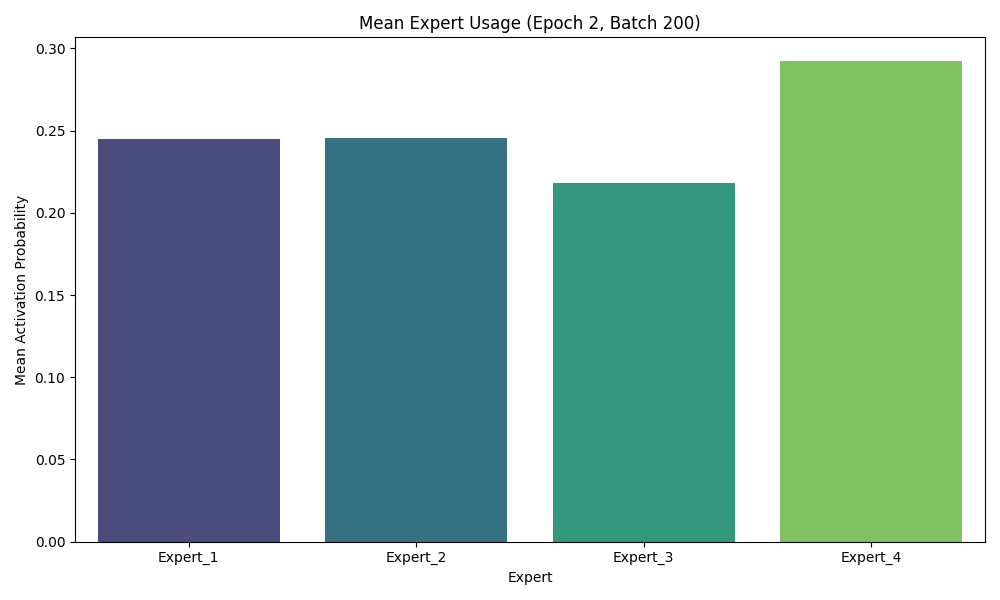 Mean Expert Usage (Epoch 2, Batch 200)
Mean Activation Probability
0.30
0.25
0.20
0.15
0.10
0.05
0.00
Expert_1
Expert_2
Expert_3
Expert_4
Expert